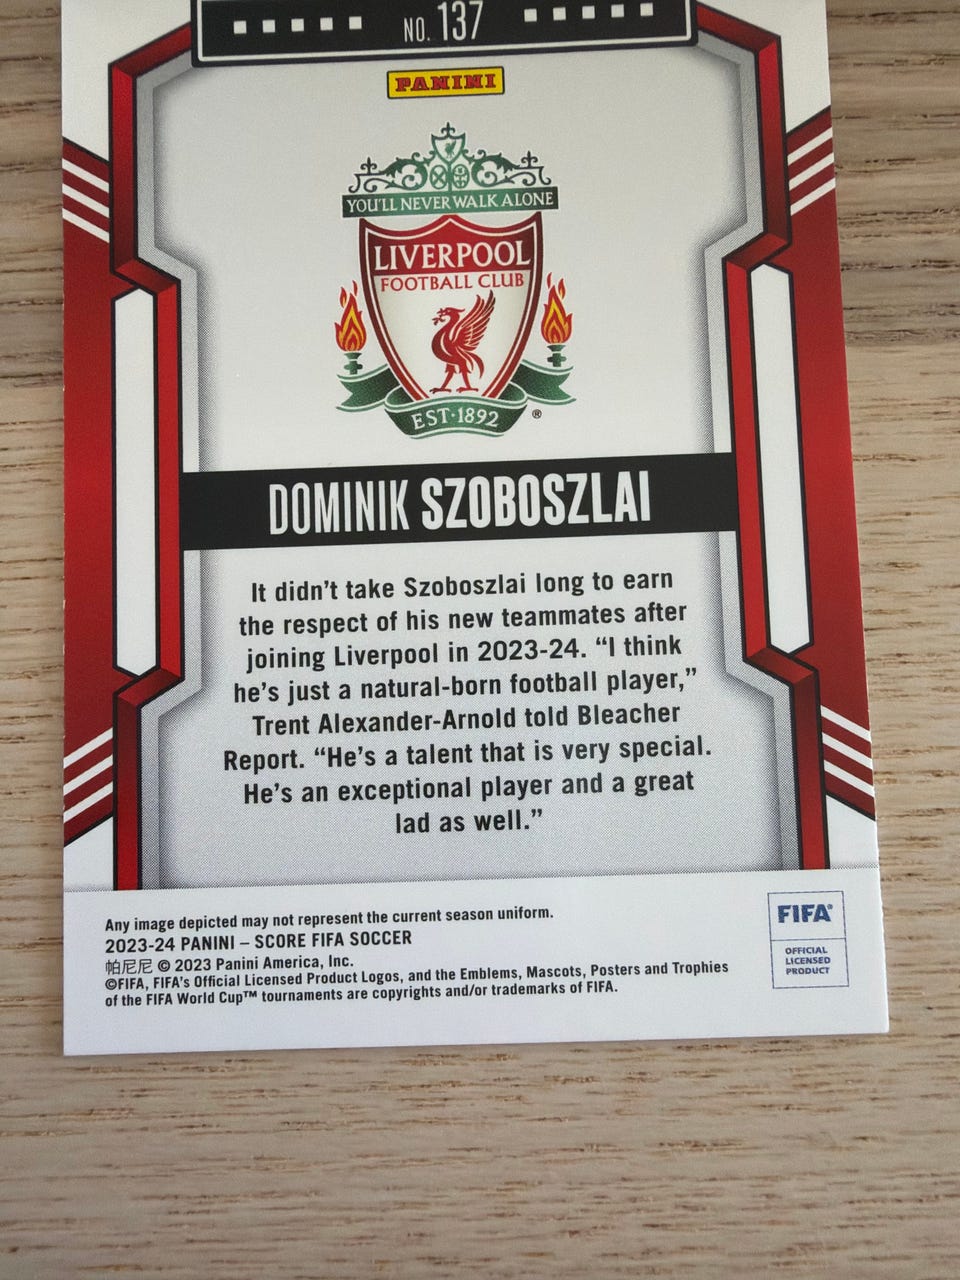 NO. 137
PANINI
YOU'LL NEVER WALK ALONE
LIVERPOOL
FOOTBALL CLUB
EST·1892
®
DOMINIK SZOBOSZLAI
It didn’t take Szoboszlai long to earn
the respect of his new teammates after
joining Liverpool in 2023-24. “I think
he’s just a natural-born football player,”
Trent Alexander-Arnold told Bleacher
Report. “He’s a talent that is very special.
He’s an exceptional player and a great
lad as well.”
Any image depicted may not represent the current season uniform.
2023-24 PANINI – SCORE FIFA SOCCER
帕尼尼 © 2023 Panini America, Inc.
©FIFA, FIFA's Official Licensed Product Logos, and the Emblems, Mascots, Posters and Trophies
of the FIFA World Cup™ tournaments are copyrights and/or trademarks of FIFA.
FIFA®
OFFICIAL
LICENSED
PRODUCT